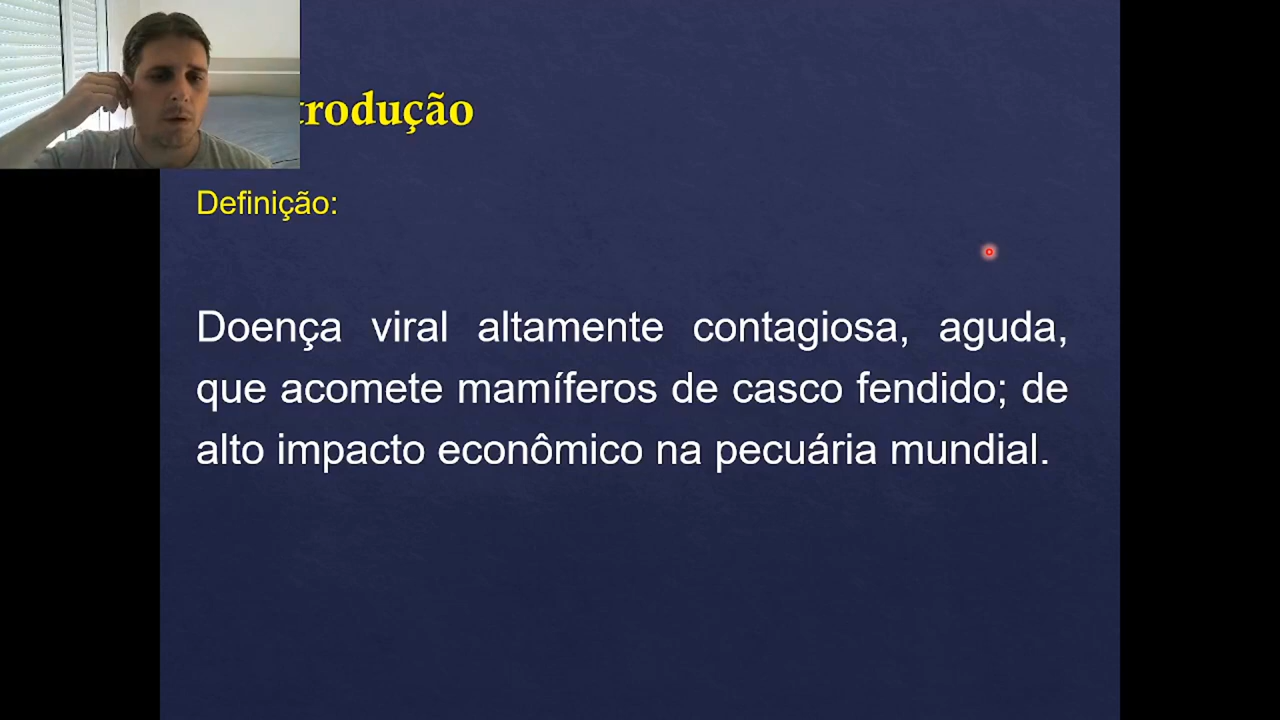 trodução
Definição:
Doença viral altamente contagiosa, aguda,
que acomete mamíferos de casco fendido; de
alto impacto econômico na pecuária mundial.